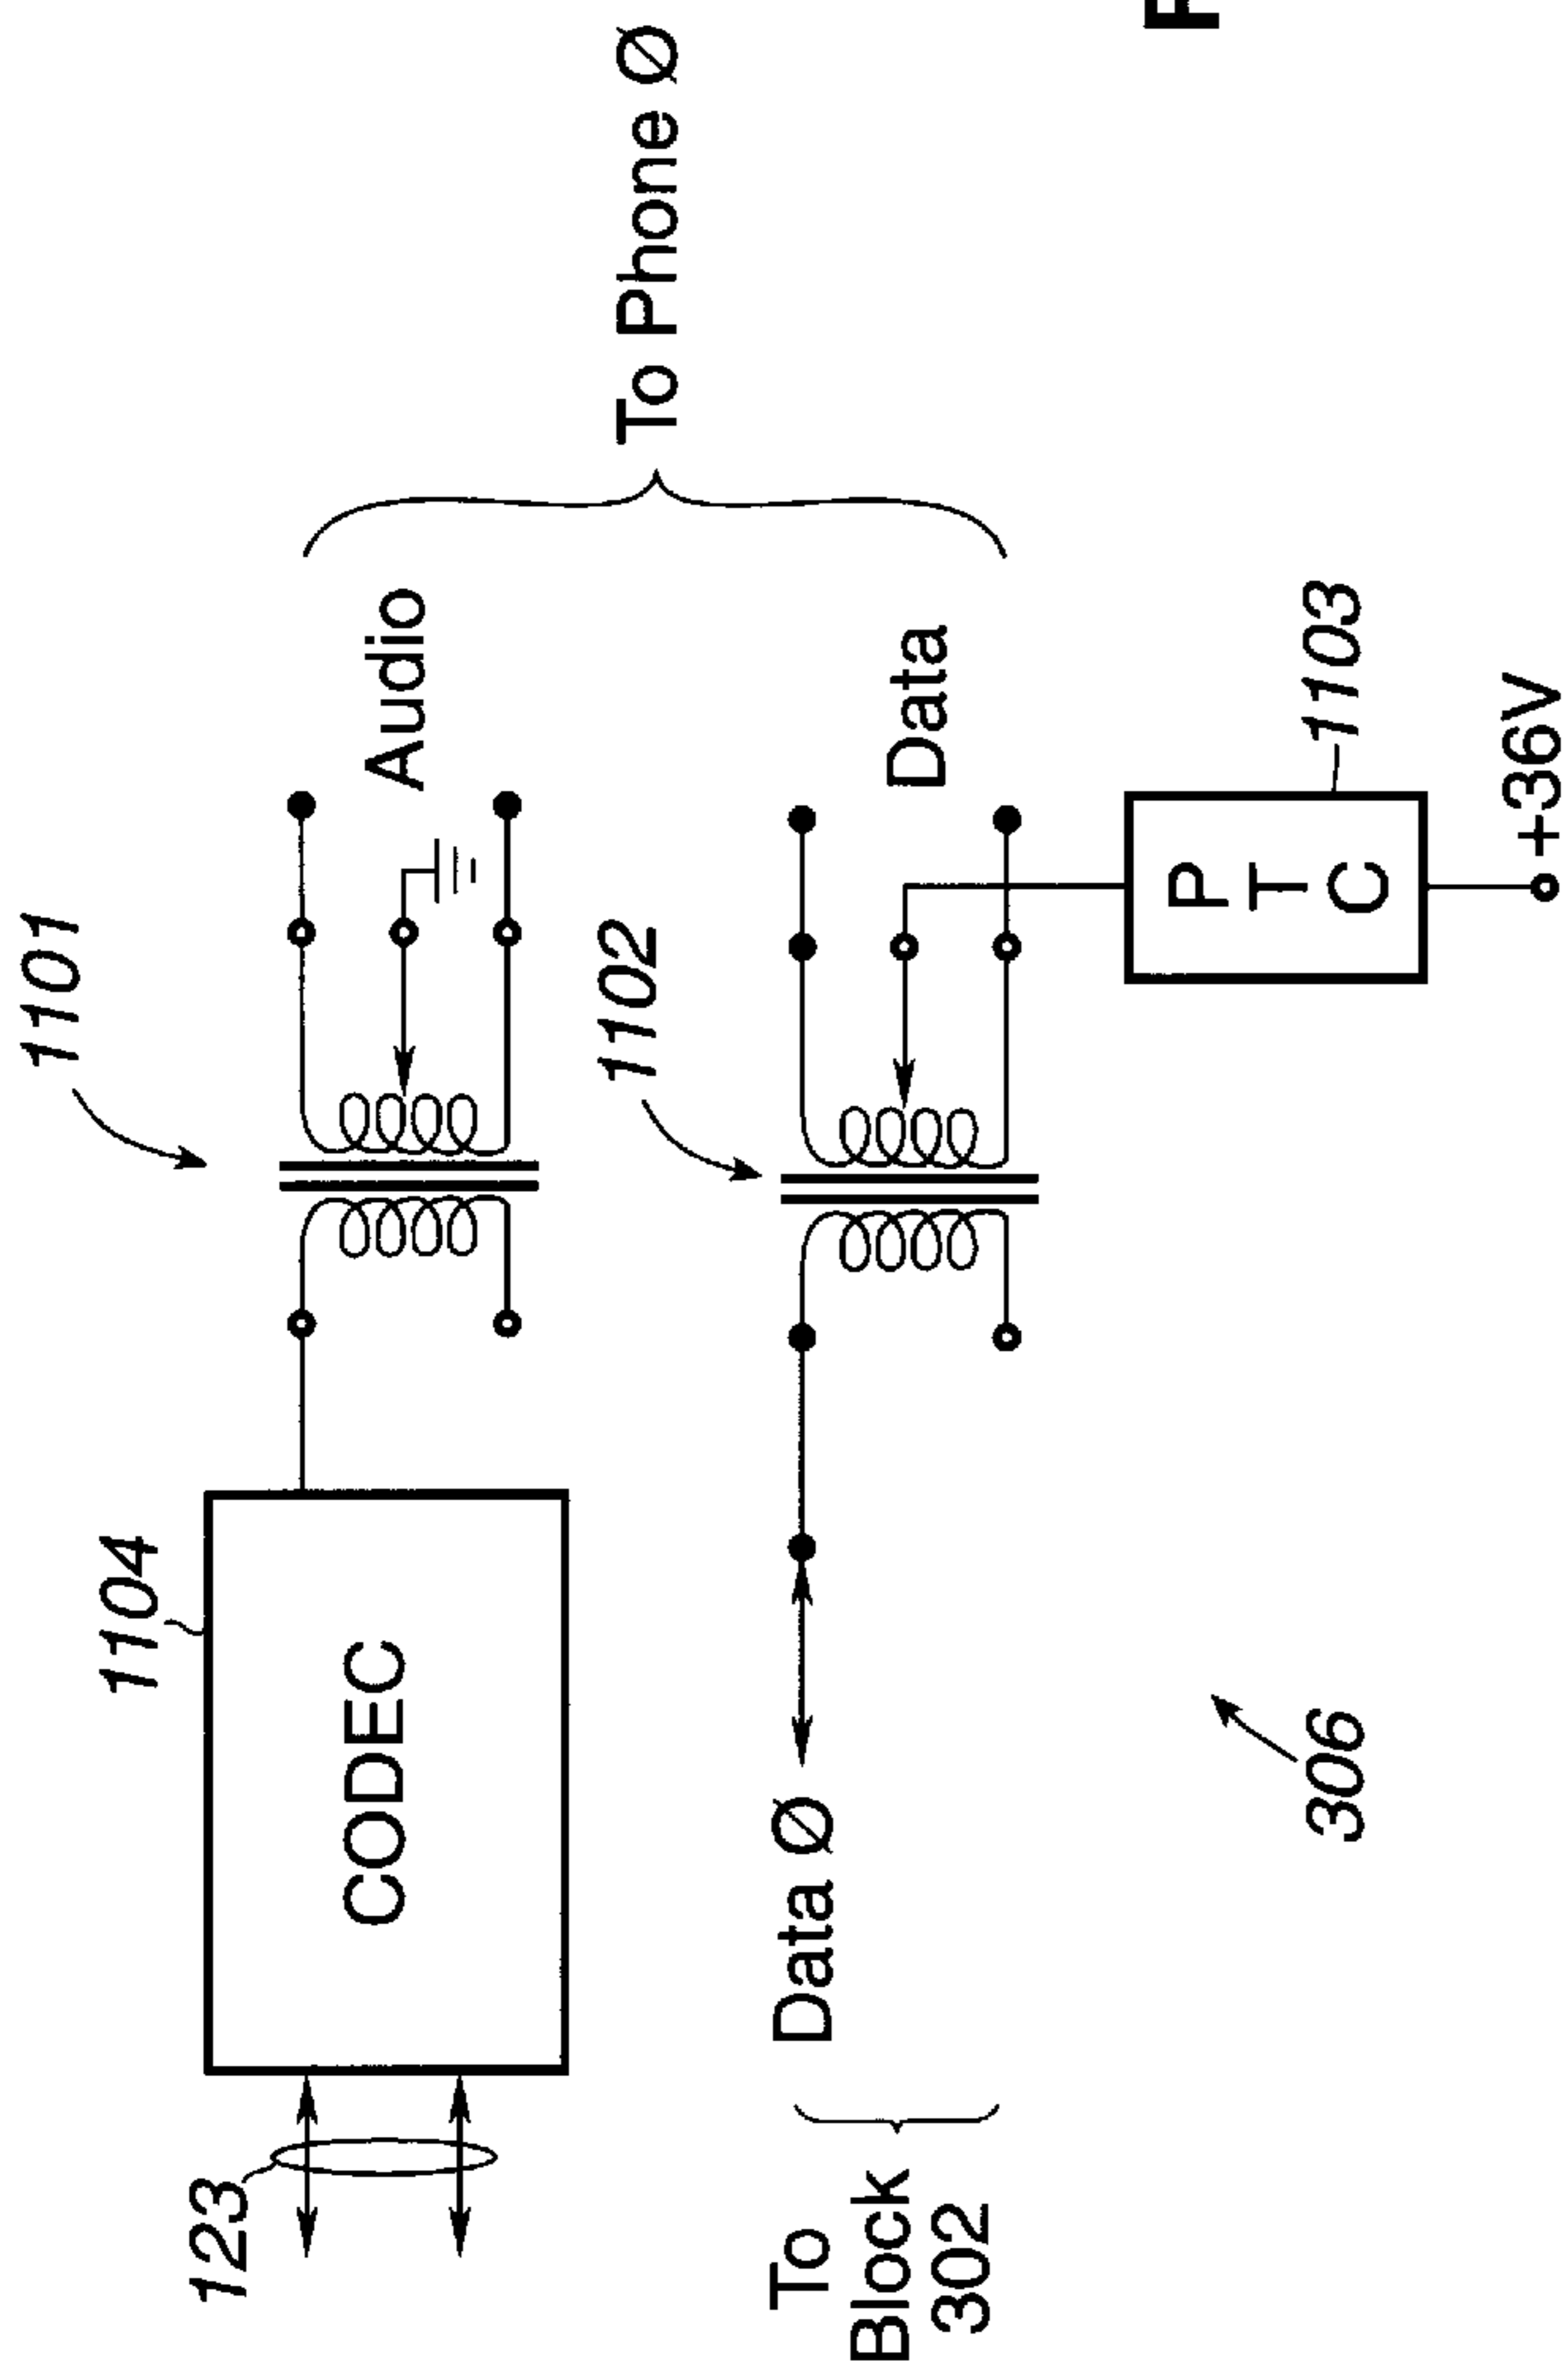 1101
1104
123
CODEC
Audio
To Phone Ø
1102
To
Block
302
Data Ø
Data
P
T
C
1103
306
+36V